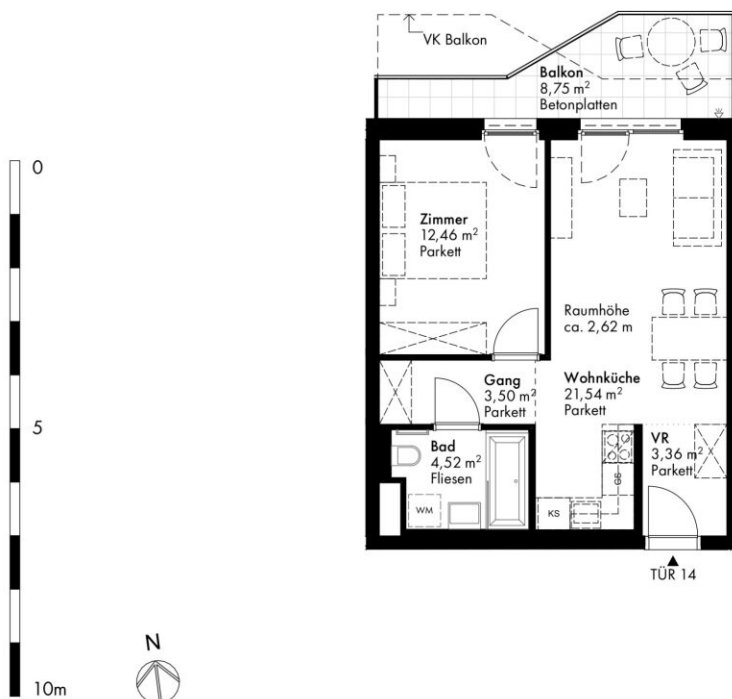 VK Balkon
Balkon
8,75 m²
Betonplatten
0
Zimmer
12,46 m²
Parkett
Raumhöhe
ca. 2,62 m
Gang
3,50 m²
Parkett
Wohnküche
21,54 m²
Parkett
5
Bad
4,52 m²
Fliesen
VR
3,36 m²
Parkett
GS
WM
KS
TÜR 14
N
10m